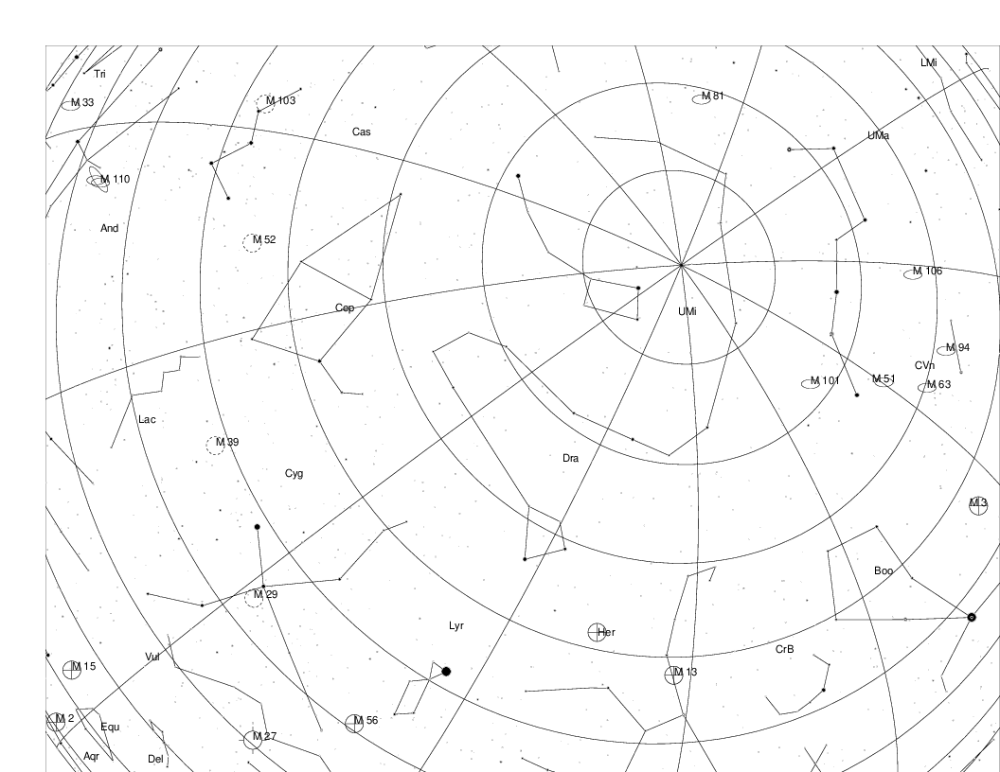 LMi
Tri
M 81
M 103
M 33
Cas
UMa
M 110
And
M 52
M 106
Cep
UMi
M 94
CVn
M 101
M 51
M 63
Lac
M 39
Dra
Cyg
M 3
Boo
M 29
Lyr
Her
CrB
Vul
M 15
M 13
M 2
M 56
Equ
M 27
Aqr
Del